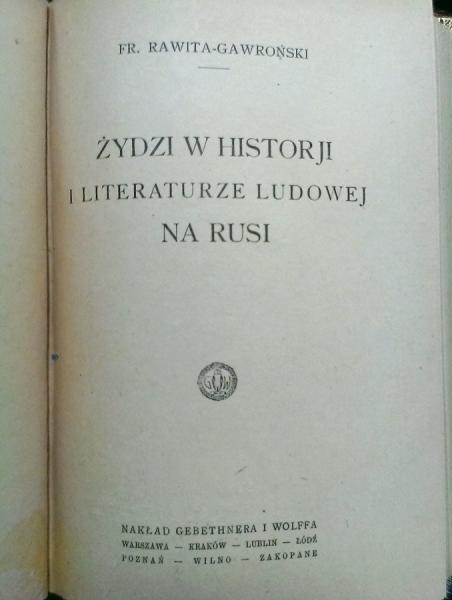 FR. RAWITA-GAWROŃSKI
ŻYDZI W HISTORJI
I LITERATURZE LUDOWEJ
NA RUSI
G W
NAKŁAD GEBETHNERA I WOLFFA
WARSZAWA — KRAKÓW — LUBLIN — ŁÓDŹ
POZNAŃ — WILNO — ZAKOPANE